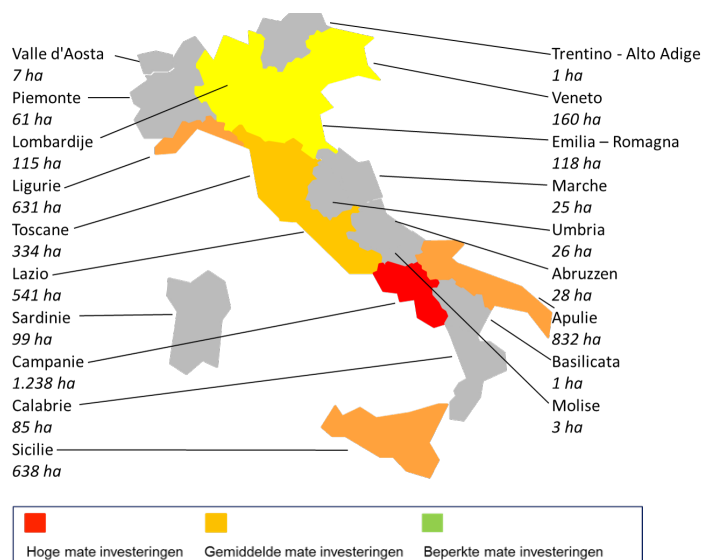 Valle d'Aosta
7 ha
Piemonte
61 ha
Lombardije
115 ha
Ligurie
631 ha
Toscane
334 ha
Lazio
541 ha
Sardinie
99 ha
Campanie
1.238 ha
Calabrie
85 ha
Sicilie
638 ha
Trentino - Alto Adige
1 ha
Veneto
160 ha
Emilia – Romagna
118 ha
Marche
25 ha
Umbria
26 ha
Abruzzen
28 ha
Apulie
832 ha
Basilicata
1 ha
Molise
3 ha
Hoge mate investeringen Gemiddelde mate investeringen Beperkte mate investeringen